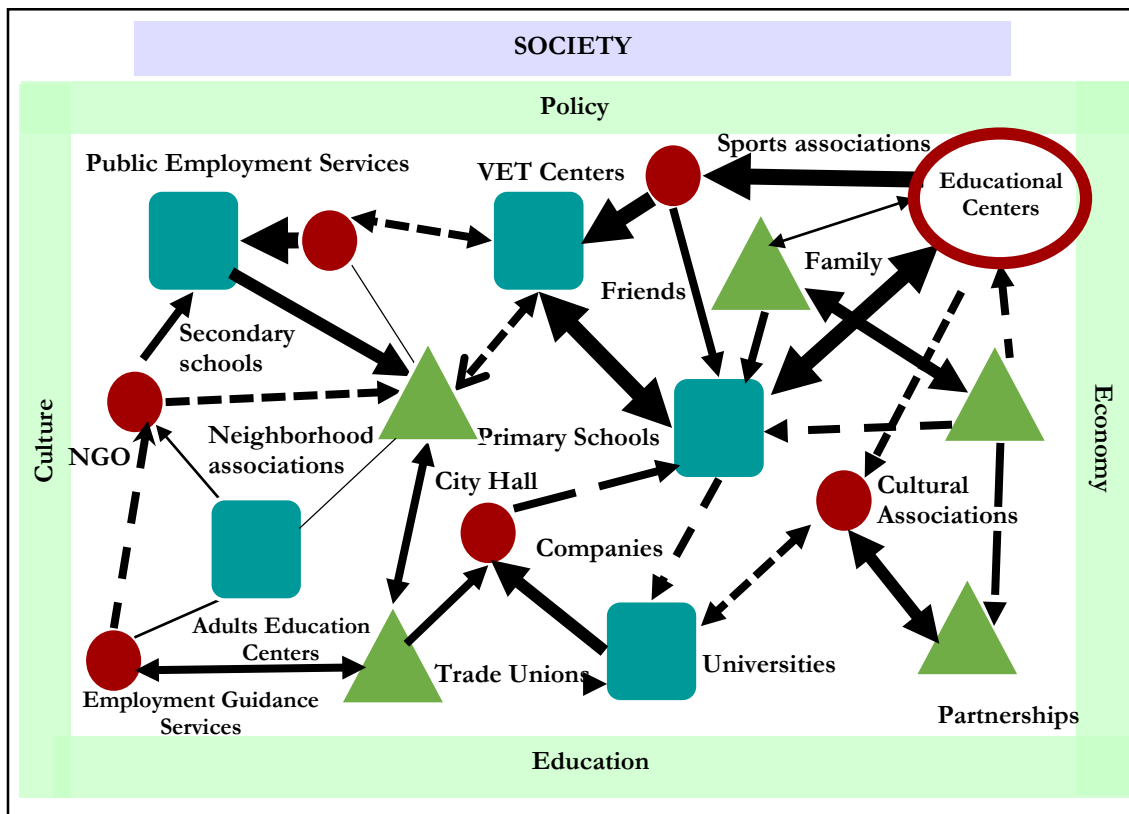 SOCIETY
Policy
Sports associations
Public Employment Services
VET Centers
Educational
Centers
Family
Friends
Secondary
schools
Culture
Economy
Neighborhood
associations
Primary Schools
NGO
City Hall
Cultural
Associations
Companies
Adults Education
Centers
Trade Unions
Universities
Employment Guidance
Services
Partnerships
Education